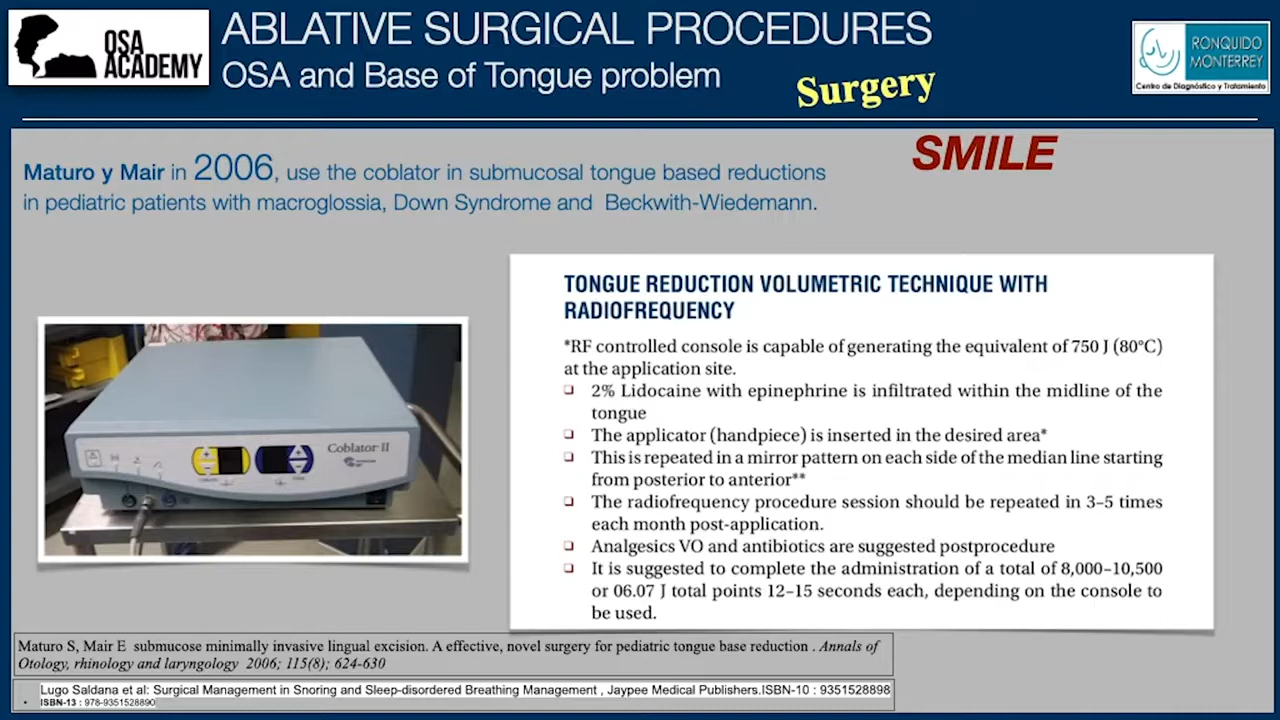 OSA
ACADEMY
ABLATIVE SURGICAL PROCEDURES
OSA and Base of Tongue problem
Surgery
RONQUIDO
MONTERREY
Centro de Diagnóstico y Tratamiento
SMILE
Maturo y Mair in 2006, use the coblator in submucosal tongue based reductions
in pediatric patients with macroglossia, Down Syndrome and Beckwith-Wiedemann.
Coblator II
TONGUE REDUCTION VOLUMETRIC TECHNIQUE WITH
RADIOFREQUENCY
*RF controlled console is capable of generating the equivalent of 750 J (80°C)
at the application site.
❑ 2% Lidocaine with epinephrine is infiltrated within the midline of the
tongue
❑ The applicator (handpiece) is inserted in the desired area*
❑ This is repeated in a mirror pattern on each side of the median line starting
from posterior to anterior**
❑ The radiofrequency procedure session should be repeated in 3–5 times
each month post-application.
❑ Analgesics VO and antibiotics are suggested postprocedure
❑ It is suggested to complete the administration of a total of 8,000–10,500
or 06.07 J total points 12–15 seconds each, depending on the console to
be used.
Maturo S, Mair E submucose minimally invasive lingual excision. A effective, novel surgery for pediatric tongue base reduction . Annals of
Otology, rhinology and laryngology 2006; 115(8); 624-630
Lugo Saldana et al: Surgical Management in Snoring and Sleep-disordered Breathing Management , Jaypee Medical Publishers.ISBN-10 : 9351528898
• ISBN-13 : 978-9351528890